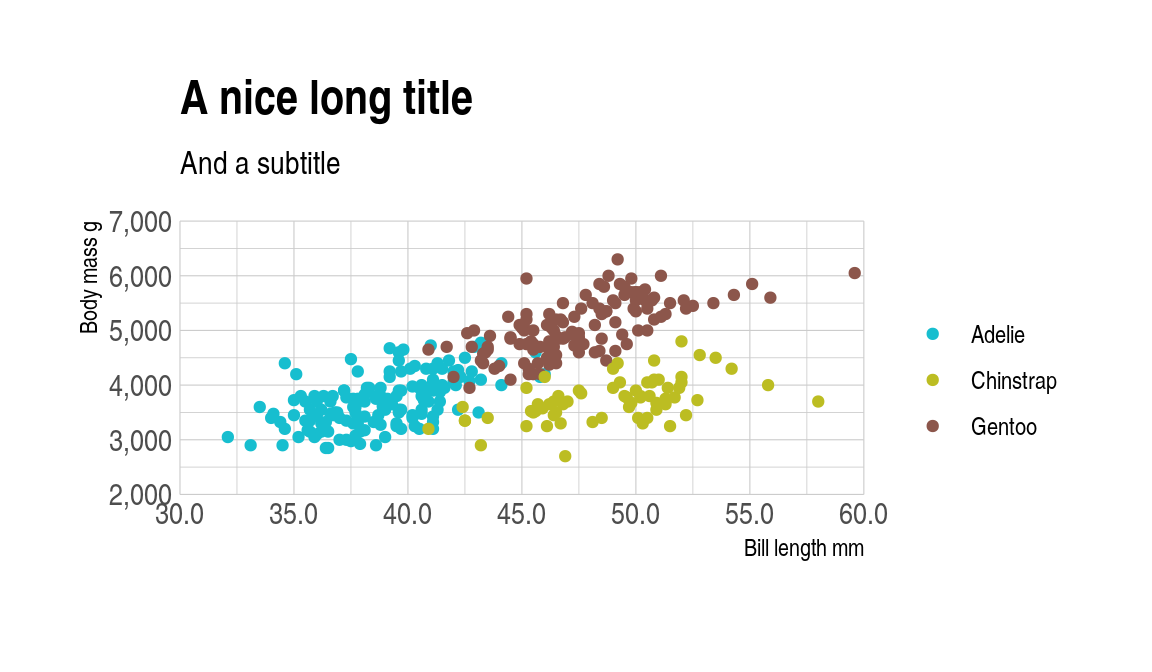 A nice long title
And a subtitle
Body mass g
7,000
6,000
5,000
4,000
3,000
2,000
30.0 35.0 40.0 45.0 50.0 55.0 60.0
Bill length mm
Adelie
Chinstrap
Gentoo